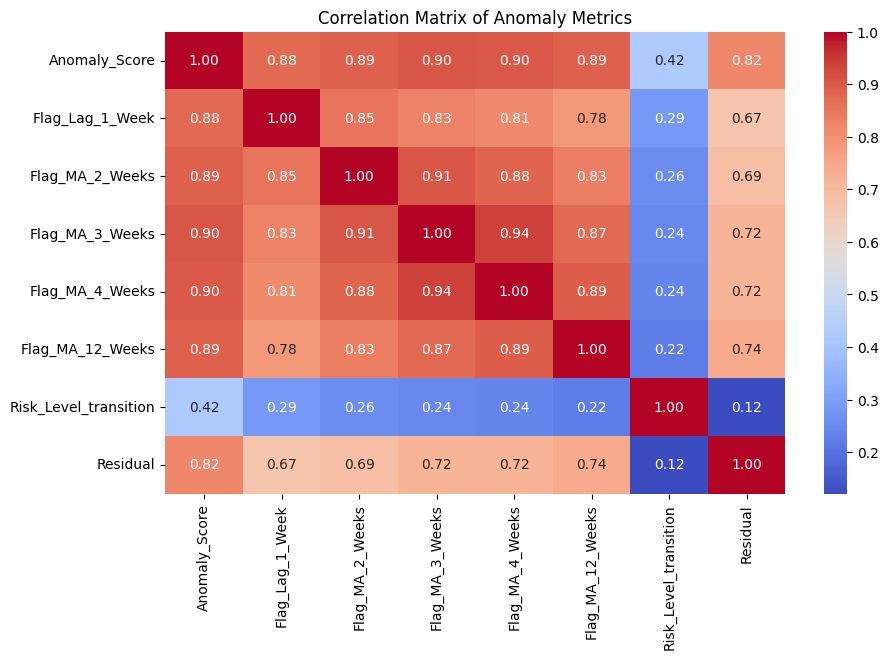 Correlation Matrix of Anomaly Metrics
Anomaly_Score 1.00 0.88 0.89 0.90 0.90 0.89 0.42 0.82
Flag_Lag_1_Week 0.88 1.00 0.85 0.83 0.81 0.78 0.29 0.67
Flag_MA_2_Weeks 0.89 0.85 1.00 0.91 0.88 0.83 0.26 0.69
Flag_MA_3_Weeks 0.90 0.83 0.91 1.00 0.94 0.87 0.24 0.72
Flag_MA_4_Weeks 0.90 0.81 0.88 0.94 1.00 0.89 0.24 0.72
Flag_MA_12_Weeks 0.89 0.78 0.83 0.87 0.89 1.00 0.22 0.74
Risk_Level_transition 0.42 0.29 0.26 0.24 0.24 0.22 1.00 0.12
Residual 0.82 0.67 0.69 0.72 0.72 0.74 0.12 1.00
Anomaly_Score
Flag_Lag_1_Week
Flag_MA_2_Weeks
Flag_MA_3_Weeks
Flag_MA_4_Weeks
Flag_MA_12_Weeks
Risk_Level_transition
Residual
1.0
0.9
0.8
0.7
0.6
0.5
0.4
0.3
0.2